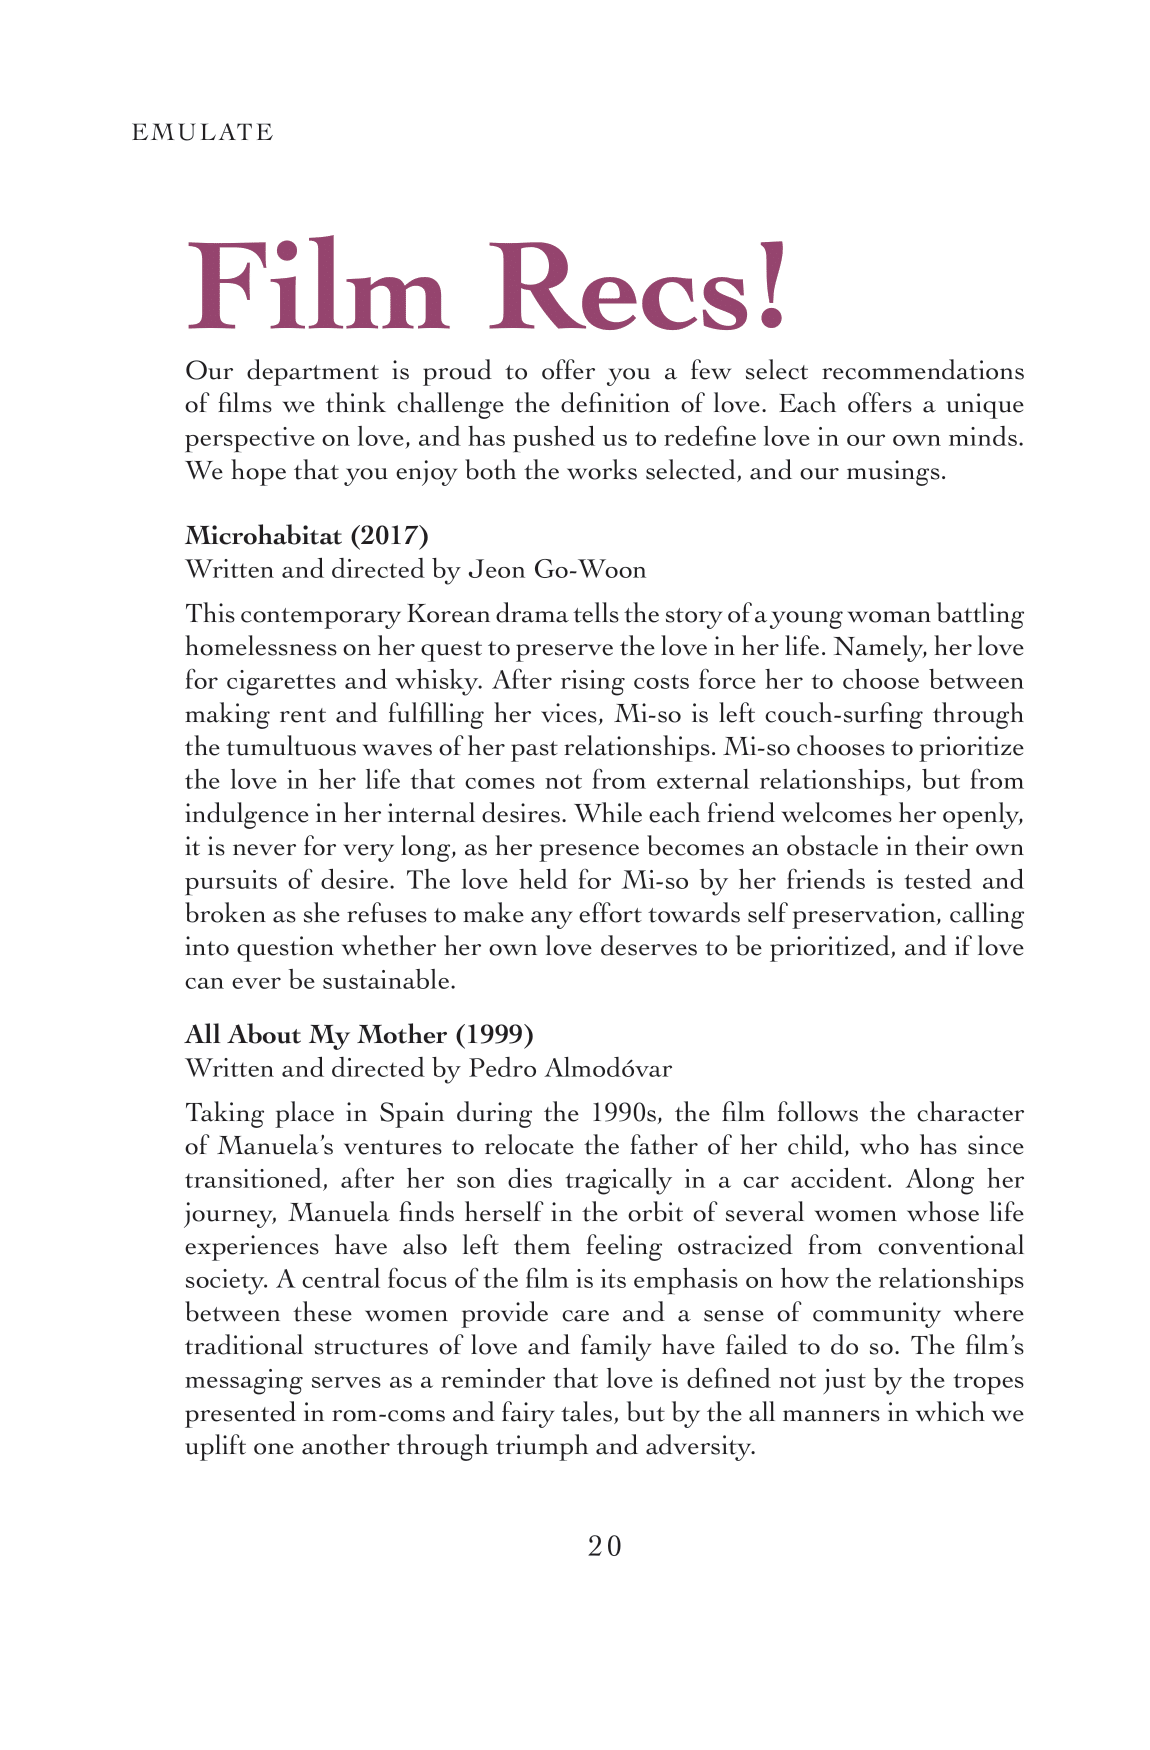 EMULATE
Film Recs!
Our department is proud to offer you a few select recommendations
of films we think challenge the definition of love. Each offers a unique
perspective on love, and has pushed us to redefine love in our own minds.
We hope that you enjoy both the works selected, and our musings.
Microhabitat (2017)
Written and directed by Jeon Go-Woon
This contemporary Korean drama tells the story of a young woman battling
homelessness on her quest to preserve the love in her life. Namely, her love
for cigarettes and whisky. After rising costs force her to choose between
making rent and fulfilling her vices, Mi-so is left couch-surfing through
the tumultuous waves of her past relationships. Mi-so chooses to prioritize
the love in her life that comes not from external relationships, but from
indulgence in her internal desires. While each friend welcomes her openly,
it is never for very long, as her presence becomes an obstacle in their own
pursuits of desire. The love held for Mi-so by her friends is tested and
broken as she refuses to make any effort towards self preservation, calling
into question whether her own love deserves to be prioritized, and if love
can ever be sustainable.
All About My Mother (1999)
Written and directed by Pedro Almodóvar
Taking place in Spain during the 1990s, the film follows the character
of Manuela’s ventures to relocate the father of her child, who has since
transitioned, after her son dies tragically in a car accident. Along her
journey, Manuela finds herself in the orbit of several women whose life
experiences have also left them feeling ostracized from conventional
society. A central focus of the film is its emphasis on how the relationships
between these women provide care and a sense of community where
traditional structures of love and family have failed to do so. The film’s
messaging serves as a reminder that love is defined not just by the tropes
presented in rom-coms and fairy tales, but by the all manners in which we
uplift one another through triumph and adversity.
20